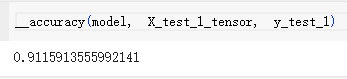 __accuracy(model, X_test_1_tensor, y_test_1)
0.9115913555992141